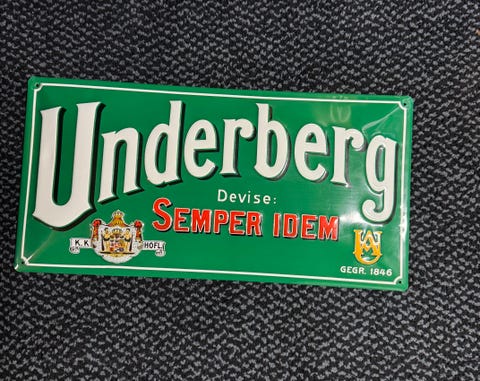 Underberg
Devise:
SEMPER IDEM
K.K. HOFL.
GEGR. 1846